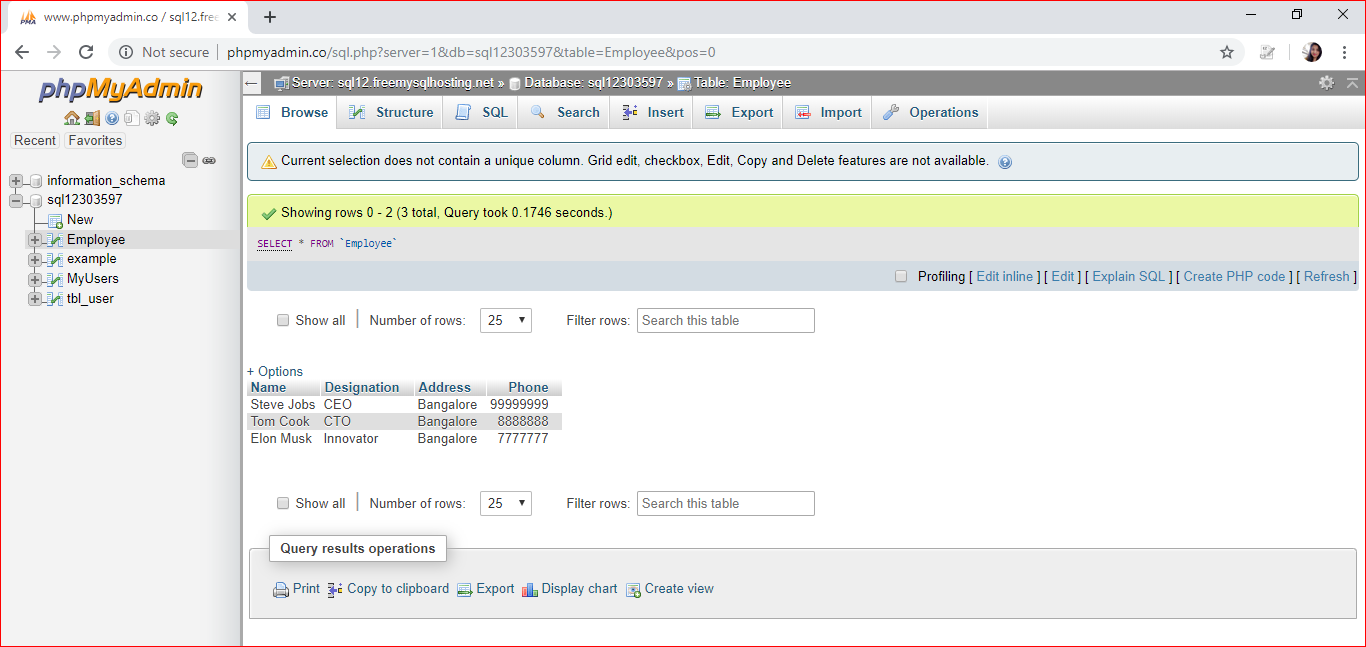 www.phpmyadmin.co / sql12.free
Not secure | phpmyadmin.co/sql.php?server=1&db=sql12303597&table=Employee&pos=0
phpMyAdmin
Recent Favorites
information_schema
sql12303597
New
Employee
example
MyUsers
tbl_user
Server: sql12.freemysqlhosting.net » Database: sql12303597 » Table: Employee
Browse Structure SQL Search Insert Export Import Operations
Current selection does not contain a unique column. Grid edit, checkbox, Edit, Copy and Delete features are not available.
Showing rows 0 - 2 (3 total, Query took 0.1746 seconds.)
SELECT * FROM `Employee`
Profiling [ Edit inline ] [ Edit ] [ Explain SQL ] [ Create PHP code ] [ Refresh ]
Show all | Number of rows: 25 Filter rows: Search this table
+ Options
Name Designation Address Phone
Steve Jobs CEO Bangalore 99999999
Tom Cook CTO Bangalore 8888888
Elon Musk Innovator Bangalore 7777777
Show all | Number of rows: 25 Filter rows: Search this table
Query results operations
Print Copy to clipboard Export Display chart Create view